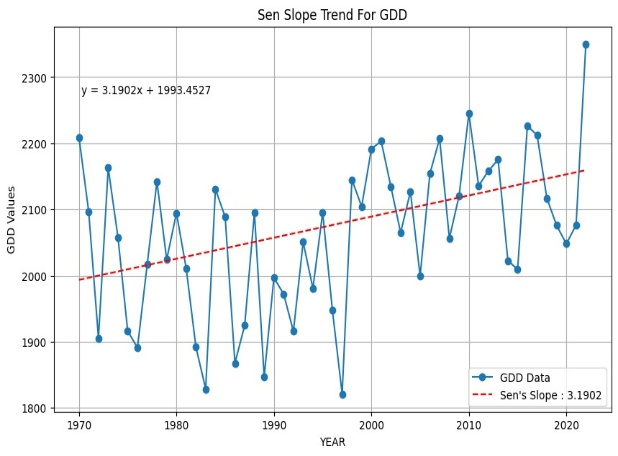 Sen Slope Trend For GDD
y = 3.1902x + 1993.4527
GDD Values
2300
2200
2100
2000
1900
1800
1970 1980 1990 2000 2010 2020
YEAR
GDD Data
Sen's Slope : 3.1902